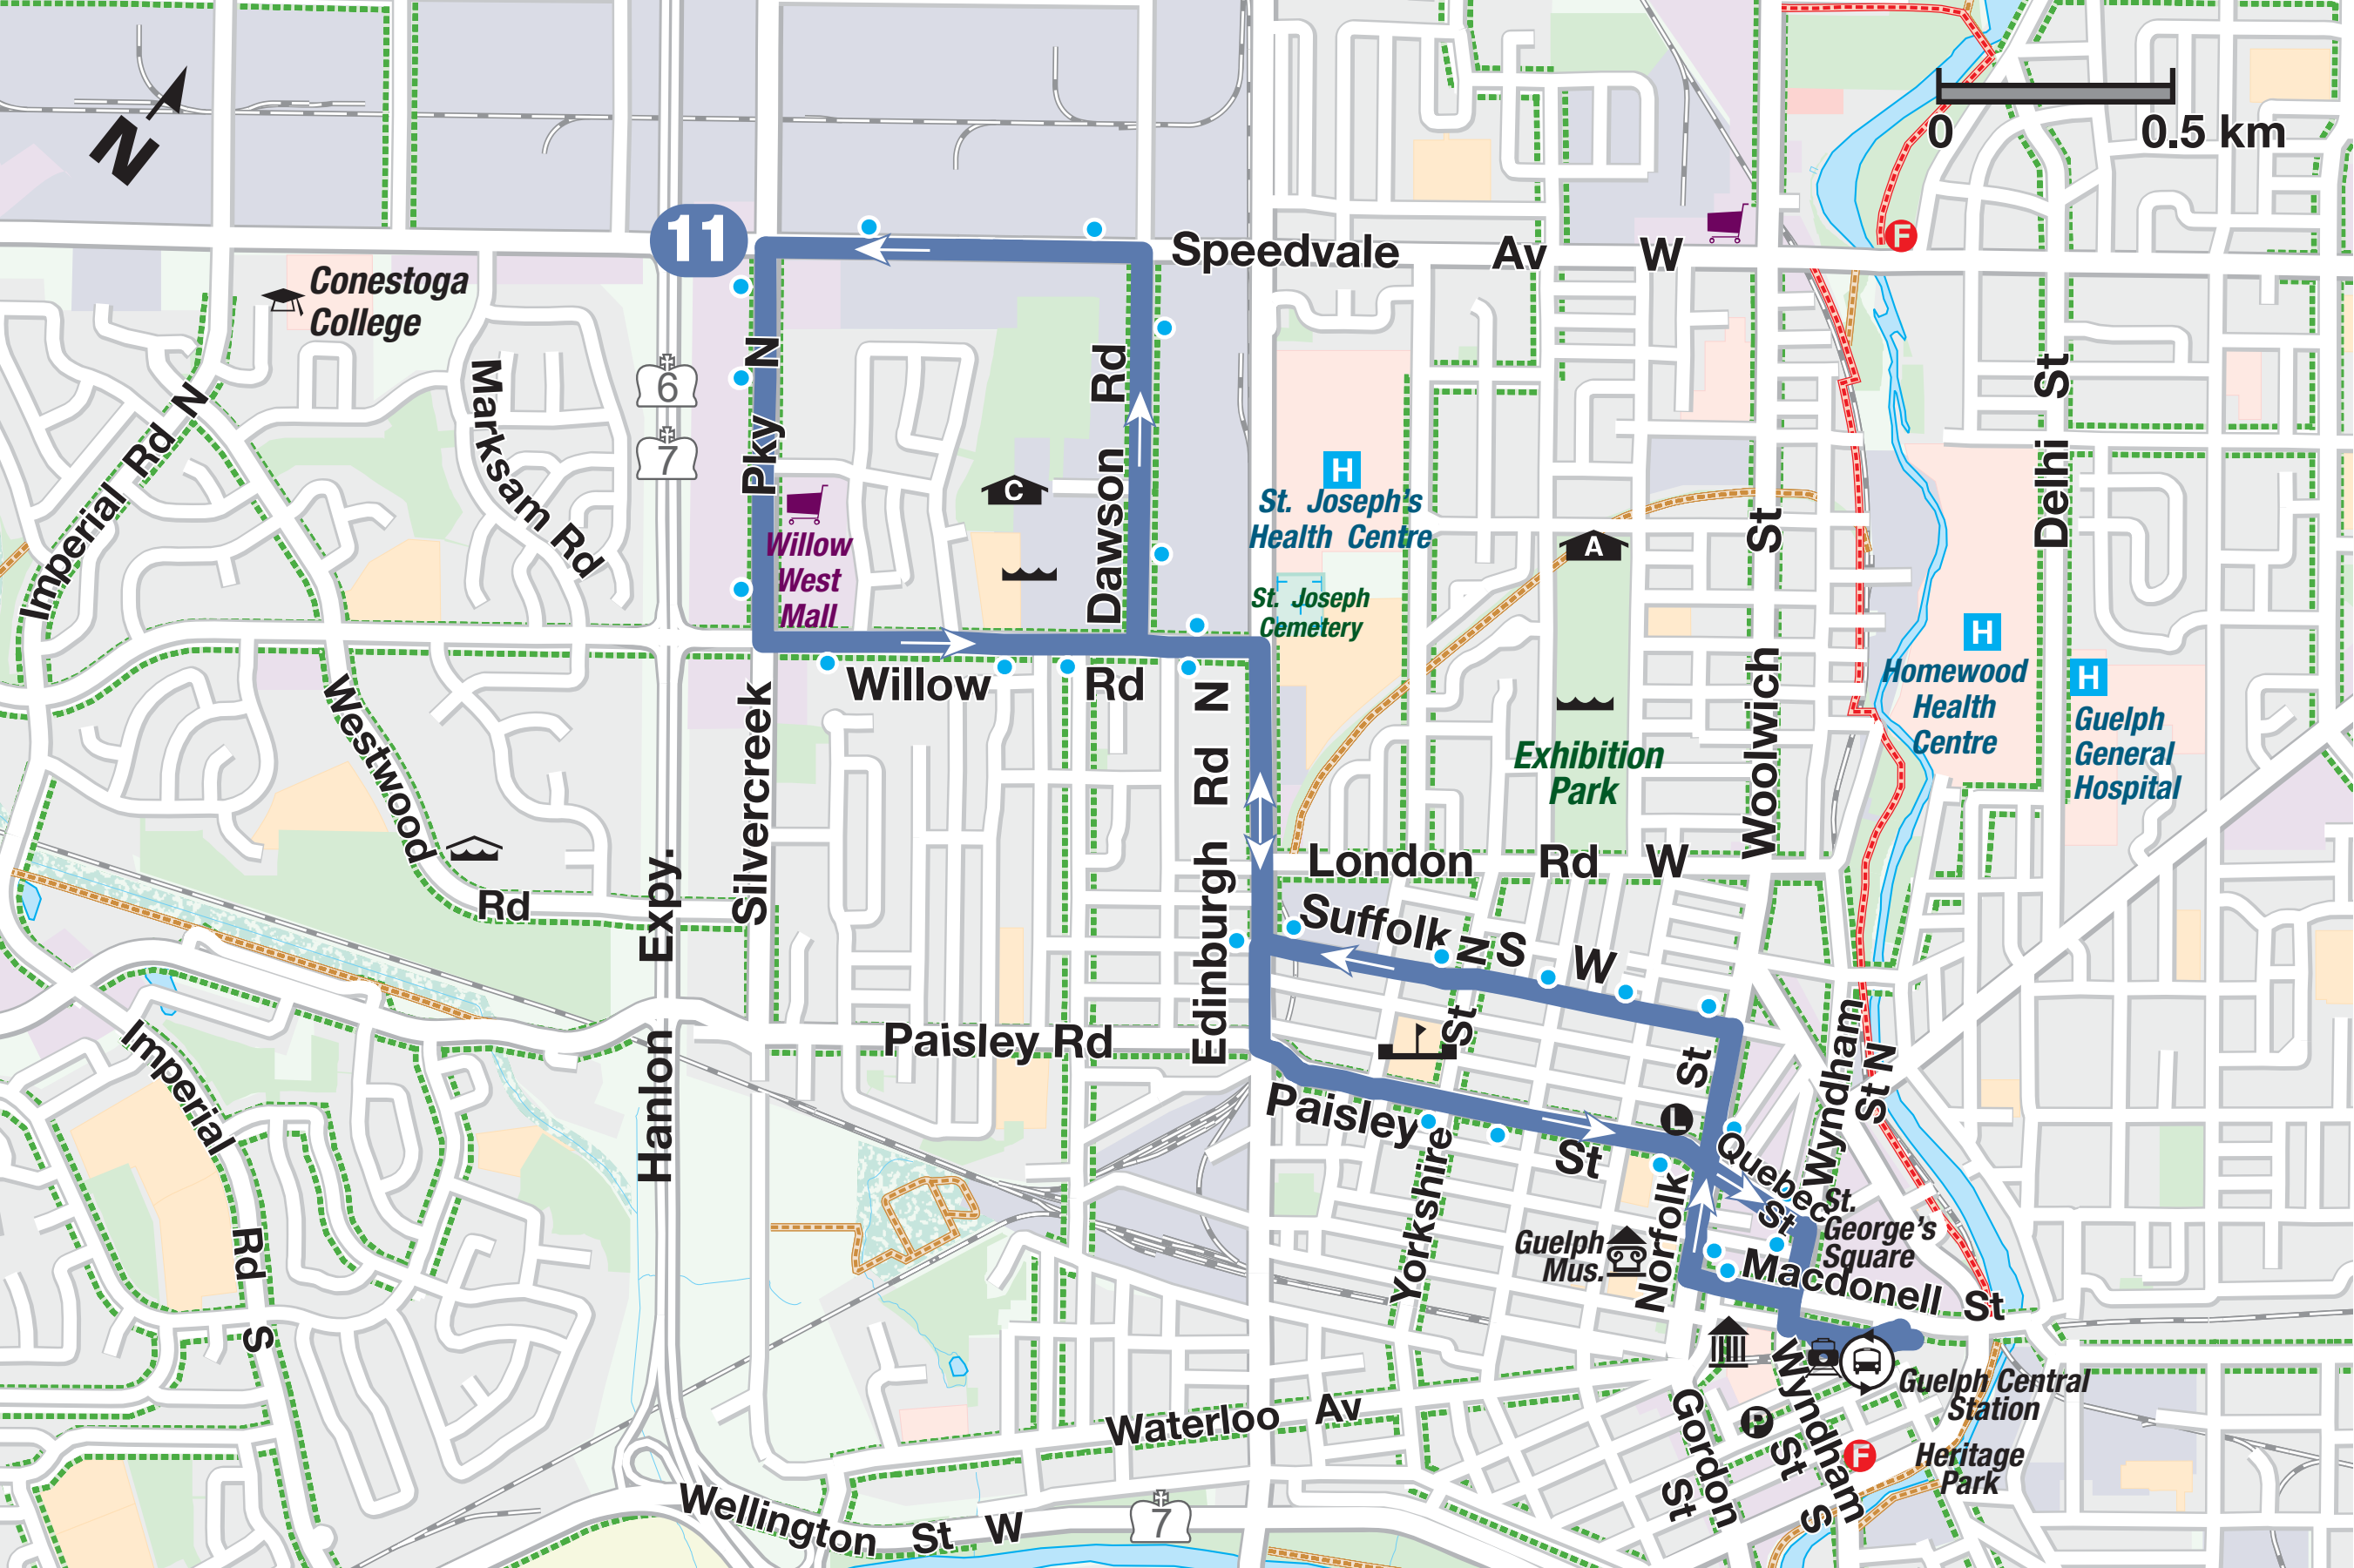 N
0 0.5 km
11
Speedvale Av W
F
Conestoga
College
Imperial Rd N
Marksam Rd
6
7
Pky N
Dawson Rd
C
H
St. Joseph's
Health Centre
A
St
Delhi St
Willow
West
Mall
St. Joseph
Cemetery
H
Homewood
Health
Centre
H
Guelph
General
Hospital
Willow Rd
Westwood
Rd
Silvercreek
Edinburgh Rd N
Exhibition
Park
Woolwich
London Rd W
Suffolk S W
N
St
Hanlon Expy.
Paisley Rd
Imperial
Rd S
Paisley
St
Yorkshire
St
L
Quebec
St
Wyndham
St N
St.
George's
Square
Norfolk
Guelph
Mus.
Macdonell St
Guelph Central
Station
Wyndham
St S
P
Gordon
St
F
Heritage
Park
Waterloo Av
Wellington St W
7